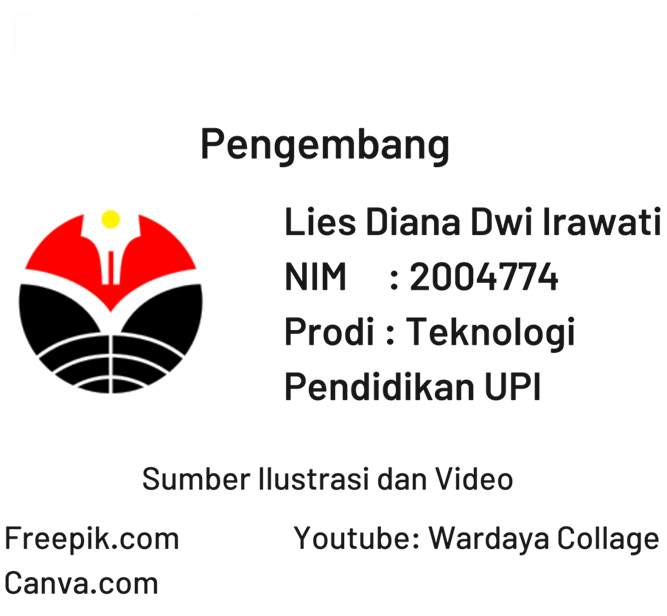 Pengembang
Lies Diana Dwi Irawati
NIM : 2004774
Prodi : Teknologi
Pendidikan UPI
Sumber Ilustrasi dan Video
Freepik.com
Canva.com
Youtube: Wardaya Collage